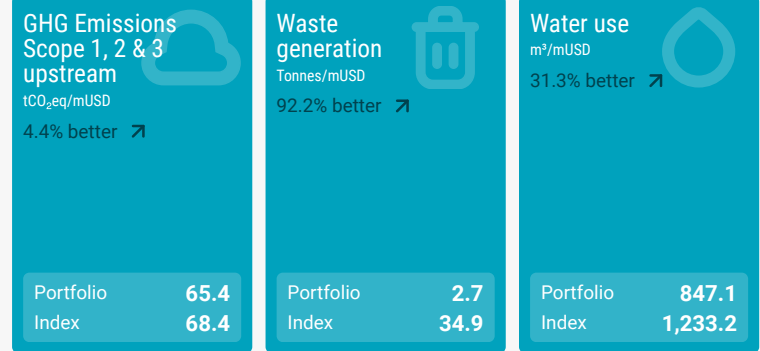 GHG Emissions
Scope 1, 2 & 3
upstream
tCO₂eq/mUSD
4.4% better
Portfolio 65.4
Index 68.4
Waste
generation
Tonnes/mUSD
92.2% better
Portfolio 2.7
Index 34.9
Water use
m³/mUSD
31.3% better
Portfolio 847.1
Index 1,233.2